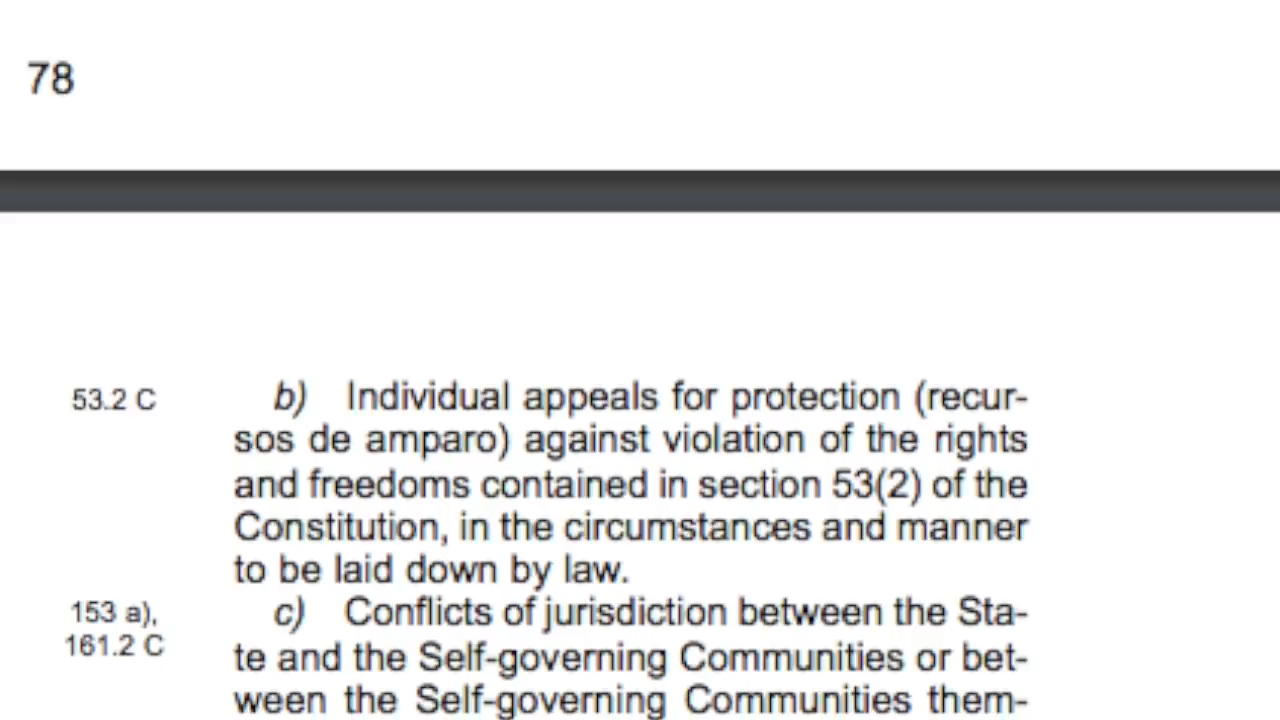 78
53.2 C
b) Individual appeals for protection (recur-
sos de amparo) against violation of the rights
and freedoms contained in section 53(2) of the
Constitution, in the circumstances and manner
to be laid down by law.
153 a),
161.2 C
c) Conflicts of jurisdiction between the Sta-
te and the Self-governing Communities or bet-
ween the Self-governing Communities them-